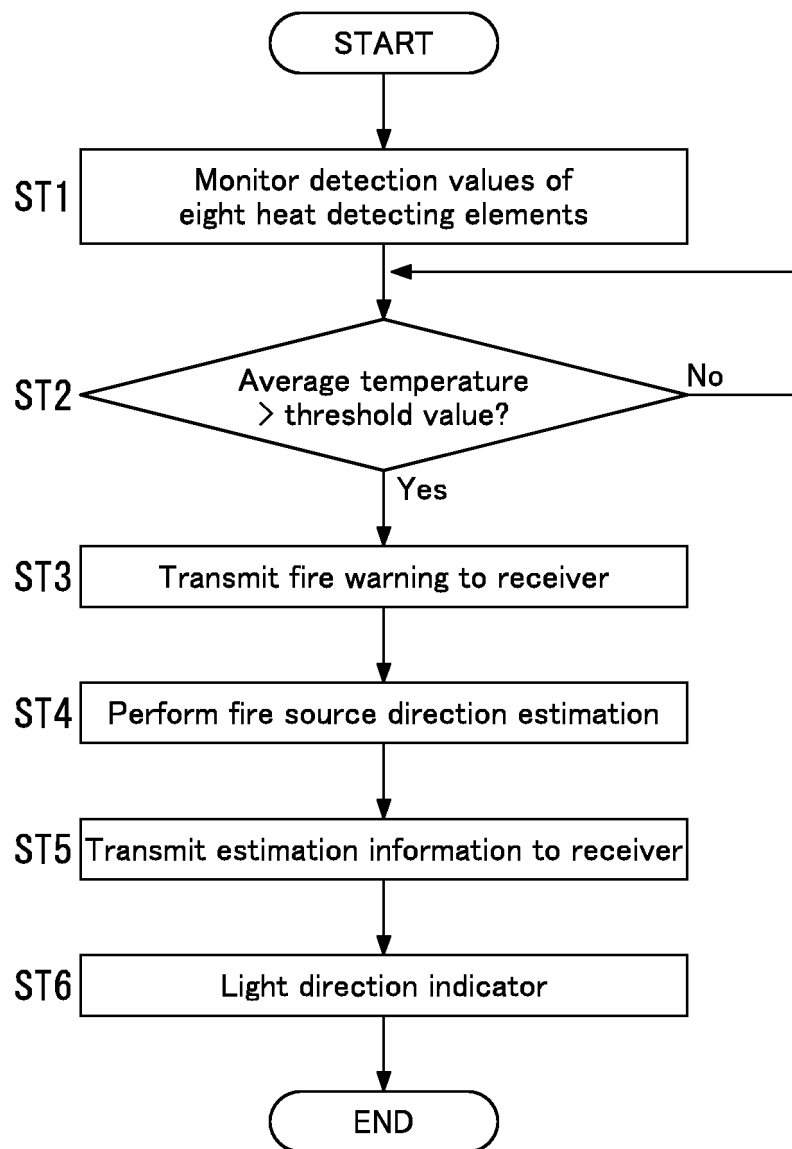 START
ST1
Monitor detection values of
eight heat detecting elements
ST2
Average temperature
> threshold value?
No
Yes
ST3
Transmit fire warning to receiver
ST4
Perform fire source direction estimation
ST5
Transmit estimation information to receiver
ST6
Light direction indicator
END